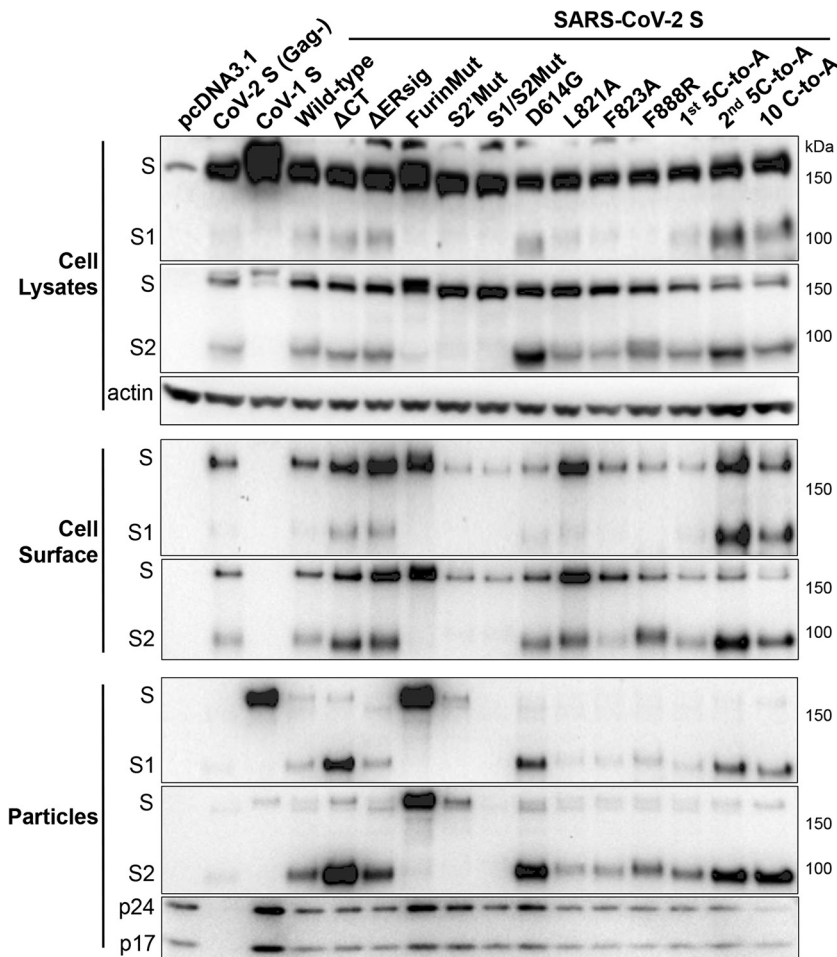 SARS-CoV-2 S
pcDNA3.1
CoV-2 S (Gag-)
CoV-1 S
Wild-type
ΔCT
ΔERsig
FurinMut
S2'Mut
S1/S2Mut
D614G
L821A
F823A
F888R
1st 5C-to-A
2nd 5C-to-A
10 C-to-A
kDa
S
150
S1
100
Cell
Lysates
S
150
100
S2
actin
S
150
Cell
Surface
S1
S
150
100
S2
S
150
S1
Particles
S
150
100
S2
p24
p17